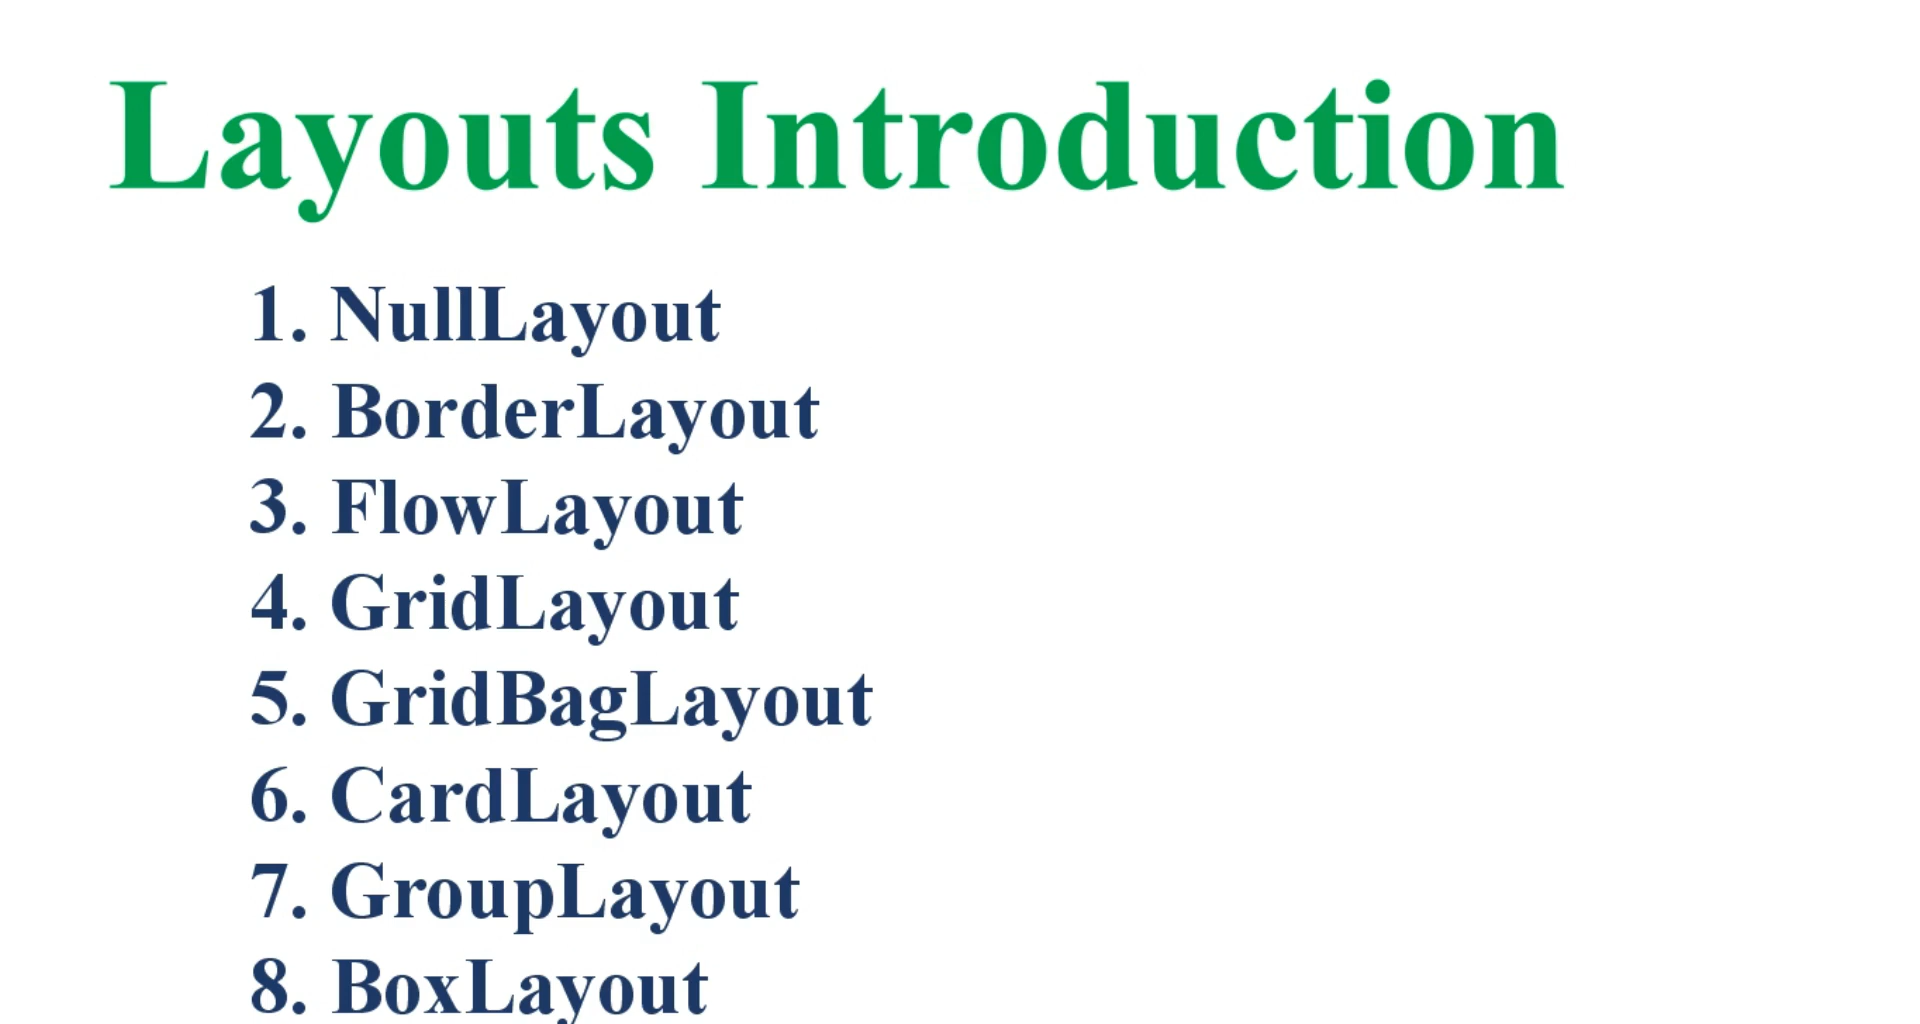 Layouts Introduction
1. NullLayout
2. BorderLayout
3. FlowLayout
4. GridLayout
5. GridBagLayout
6. CardLayout
7. GroupLayout
8. BoxLayout